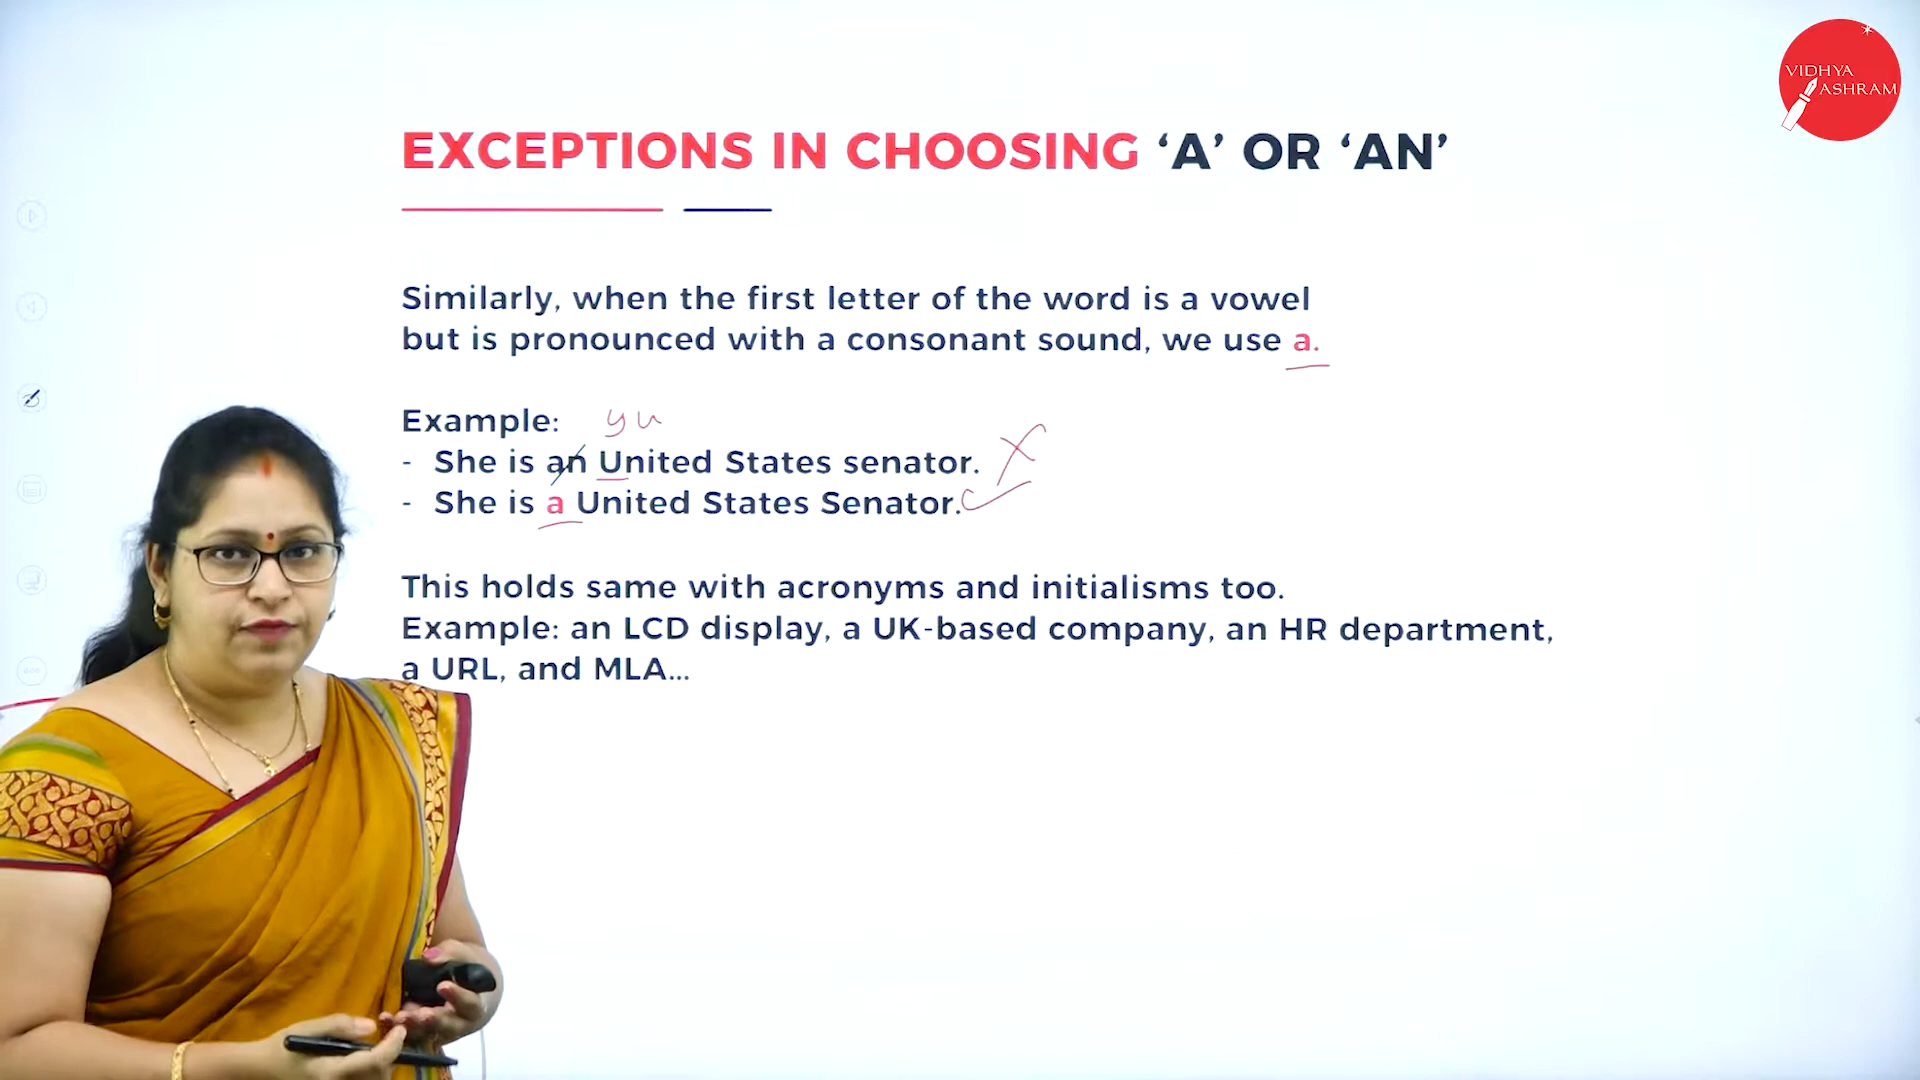 VIDHYA
ASHRAM
EXCEPTIONS IN CHOOSING ‘A’ OR ‘AN’
Similarly, when the first letter of the word is a vowel
but is pronounced with a consonant sound, we use a.
Example: yu
- She is an United States senator.
- She is a United States Senator.
This holds same with acronyms and initialisms too.
Example: an LCD display, a UK-based company, an HR department,
a URL, and MLA...